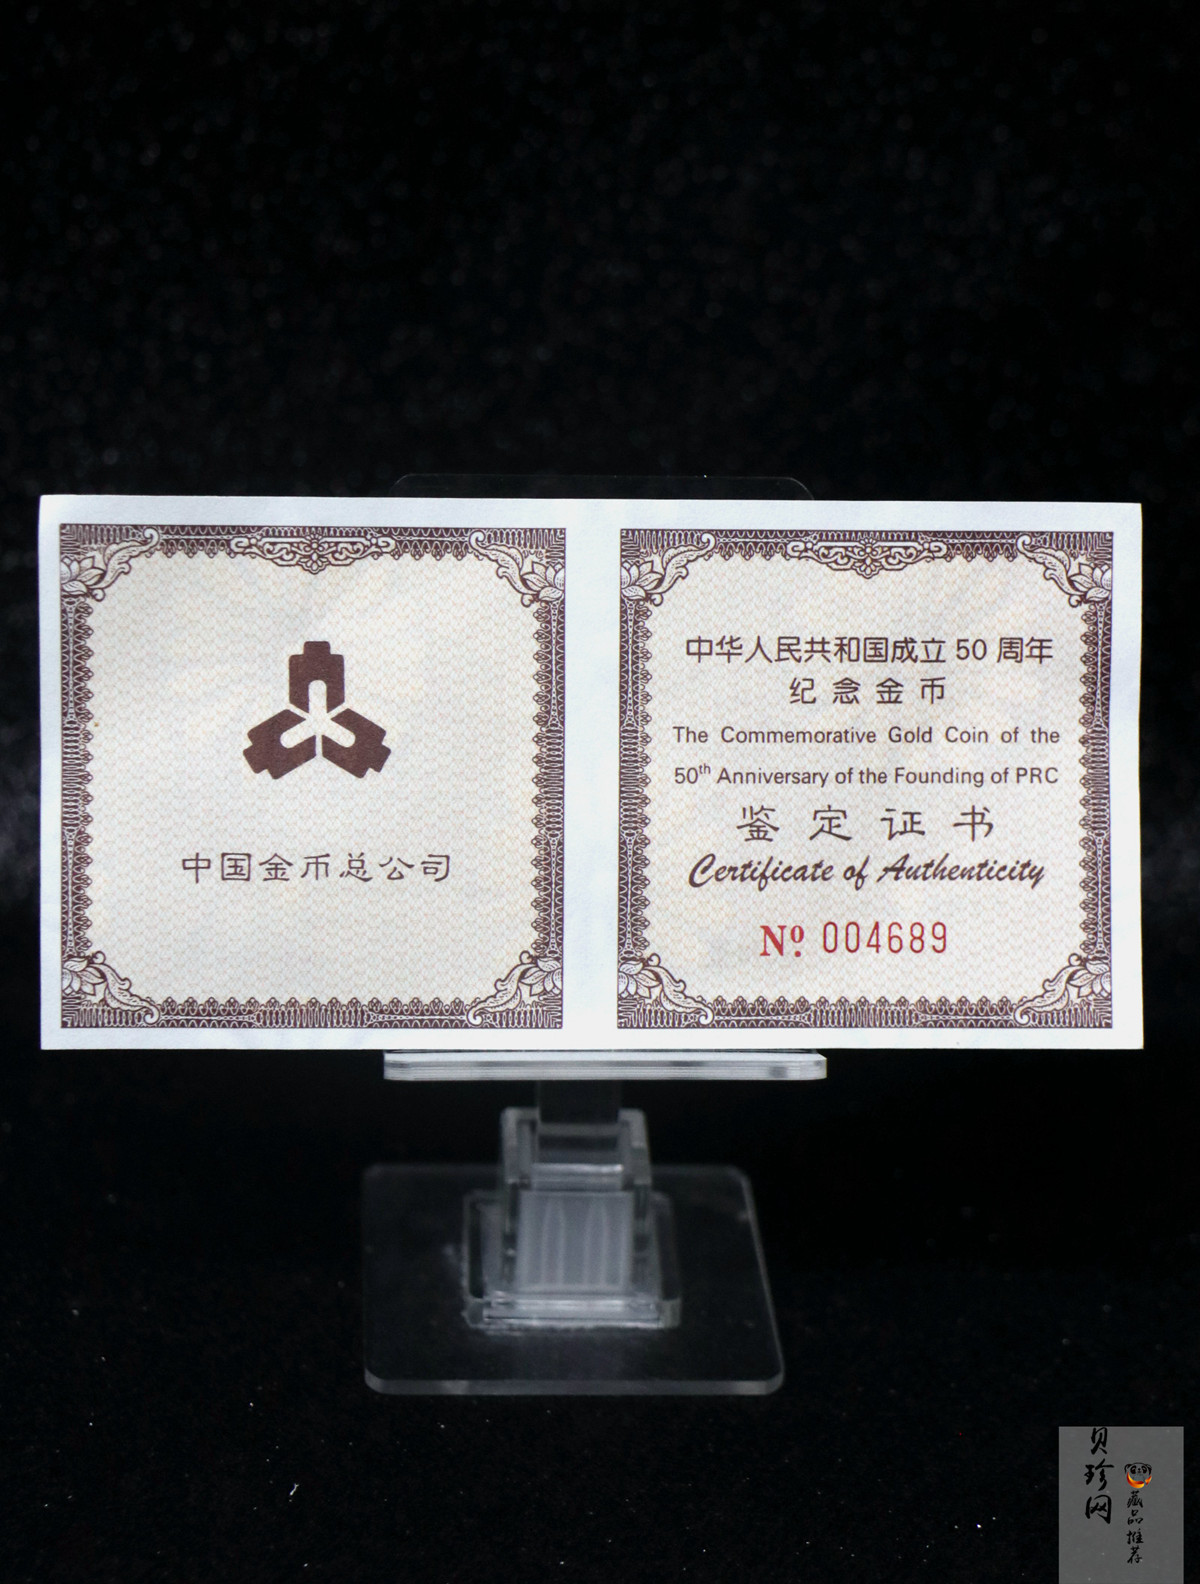 中国金币总公司
中华人民共和国成立 50 周年
纪念金币
The Commemorative Gold Coin of the
50th Anniversary of the Founding of PRC
鉴定证书
Certificate of Authenticity
Nº. 004689
贝珍网
藏品推荐